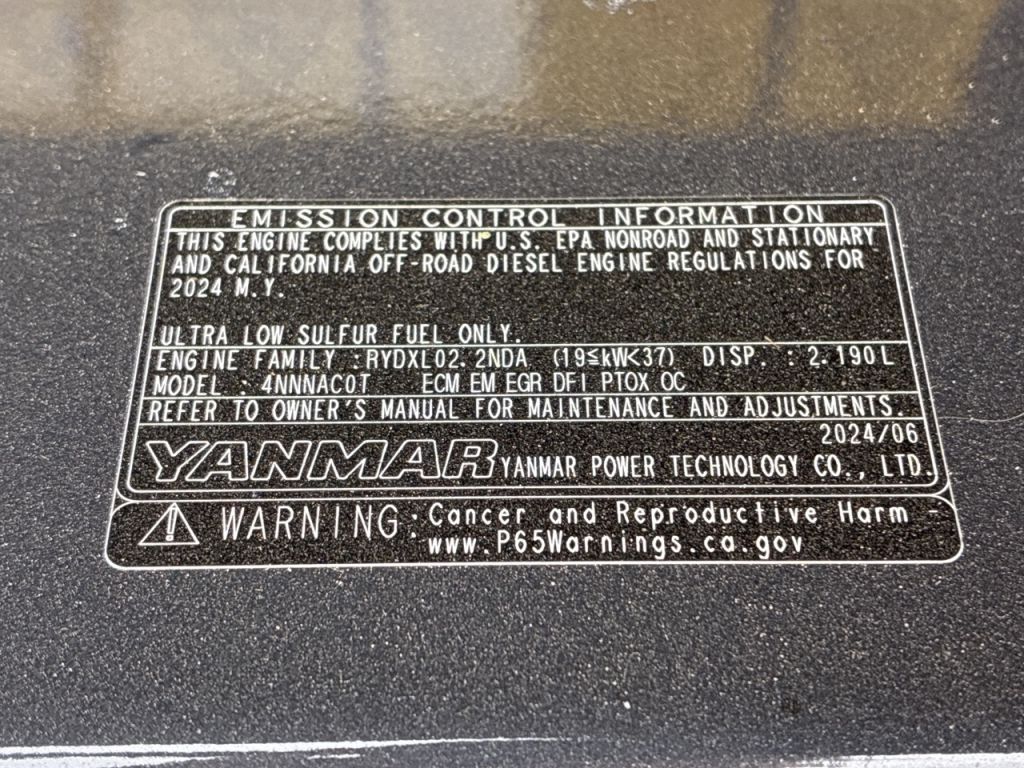 EMISSION CONTROL INFORMATION
THIS ENGINE COMPLIES WITH U.S. EPA NONROAD AND STATIONARY
AND CALIFORNIA OFF-ROAD DIESEL ENGINE REGULATIONS FOR
2024 M.Y.
ULTRA LOW SULFUR FUEL ONLY.
ENGINE FAMILY : RYDXL02.2NDA (19≤kW<37) DISP. : 2.190L
MODEL : 4NNNAC0T ECM EM EGR DFI PTOX OC
REFER TO OWNER'S MANUAL FOR MAINTENANCE AND ADJUSTMENTS.
2024/06
YANMAR YANMAR POWER TECHNOLOGY CO., LTD.
WARNING: Cancer and Reproductive Harm -
www.P65Warnings.ca.gov